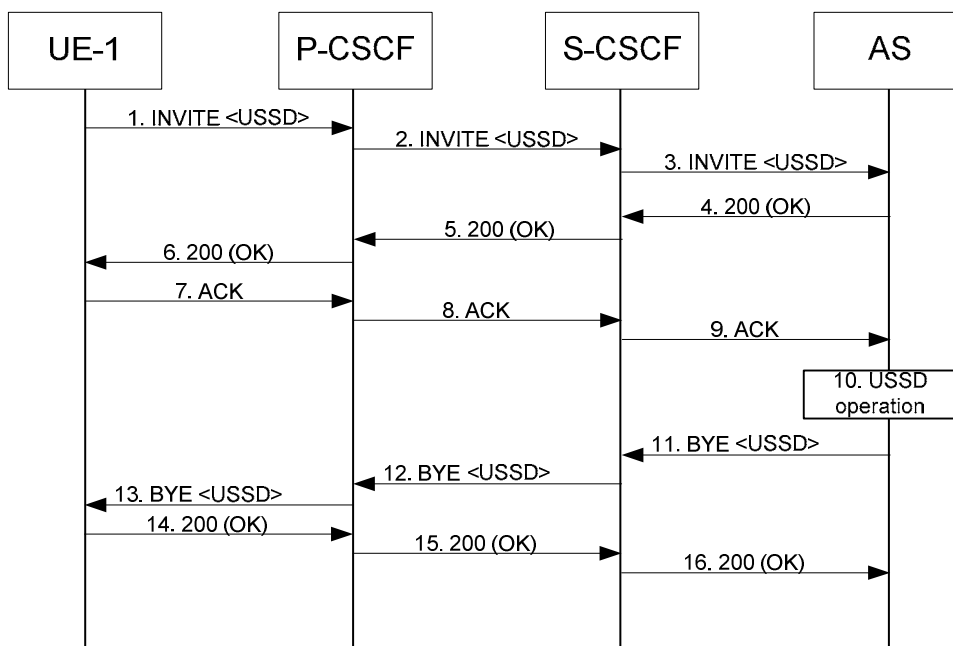 UE-1
P-CSCF
S-CSCF
AS
1. INVITE <USSD>
2. INVITE <USSD>
3. INVITE <USSD>
4. 200 (OK)
5. 200 (OK)
6. 200 (OK)
7. ACK
8. ACK
9. ACK
10. USSD
operation
11. BYE <USSD>
12. BYE <USSD>
13. BYE <USSD>
14. 200 (OK)
15. 200 (OK)
16. 200 (OK)